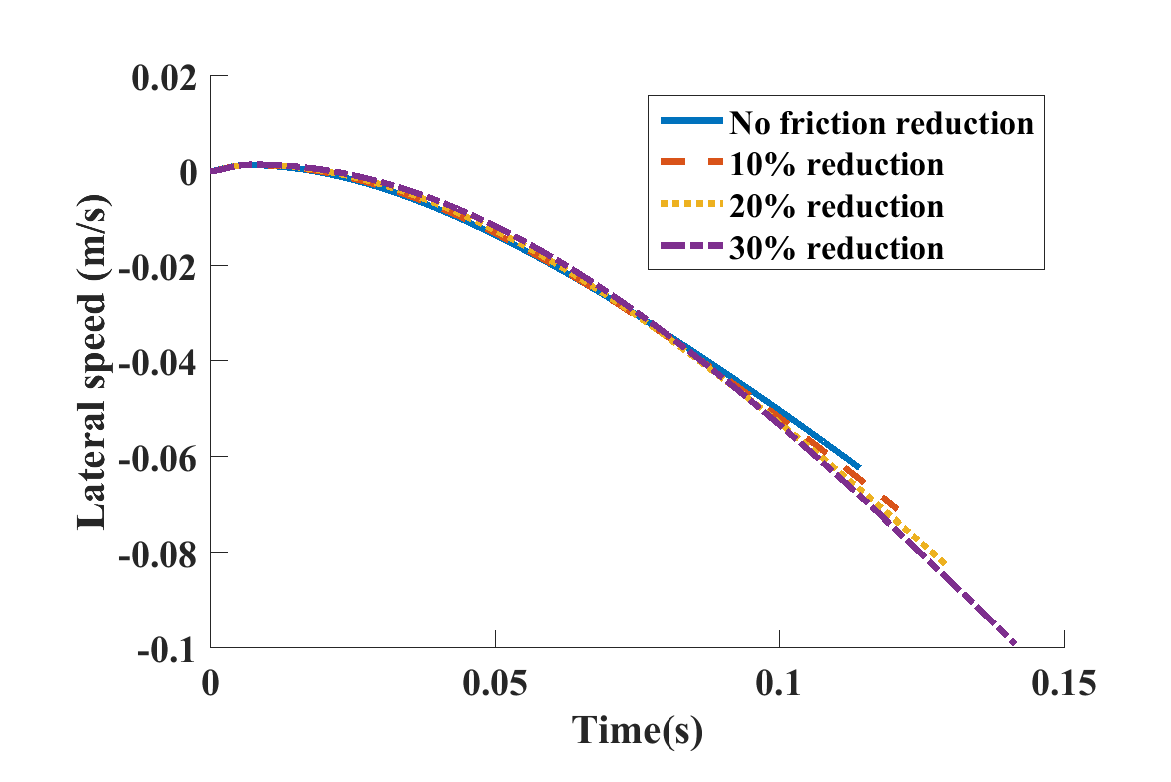 0.02
0
-0.02
-0.04
-0.06
-0.08
-0.1
Lateral speed (m/s)
No friction reduction
10% reduction
20% reduction
30% reduction
0
0.05
0.1
0.15
Time(s)